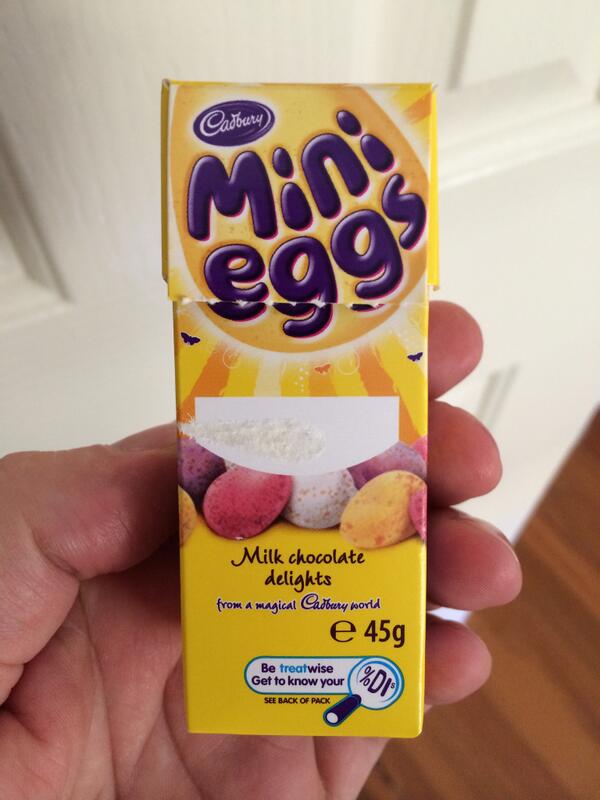 Cadbury
Mini
eggs
Milk chocolate
delights
from a magical Cadbury world
e 45g
Be treatwise
Get to know your
%DIs
SEE BACK OF PACK